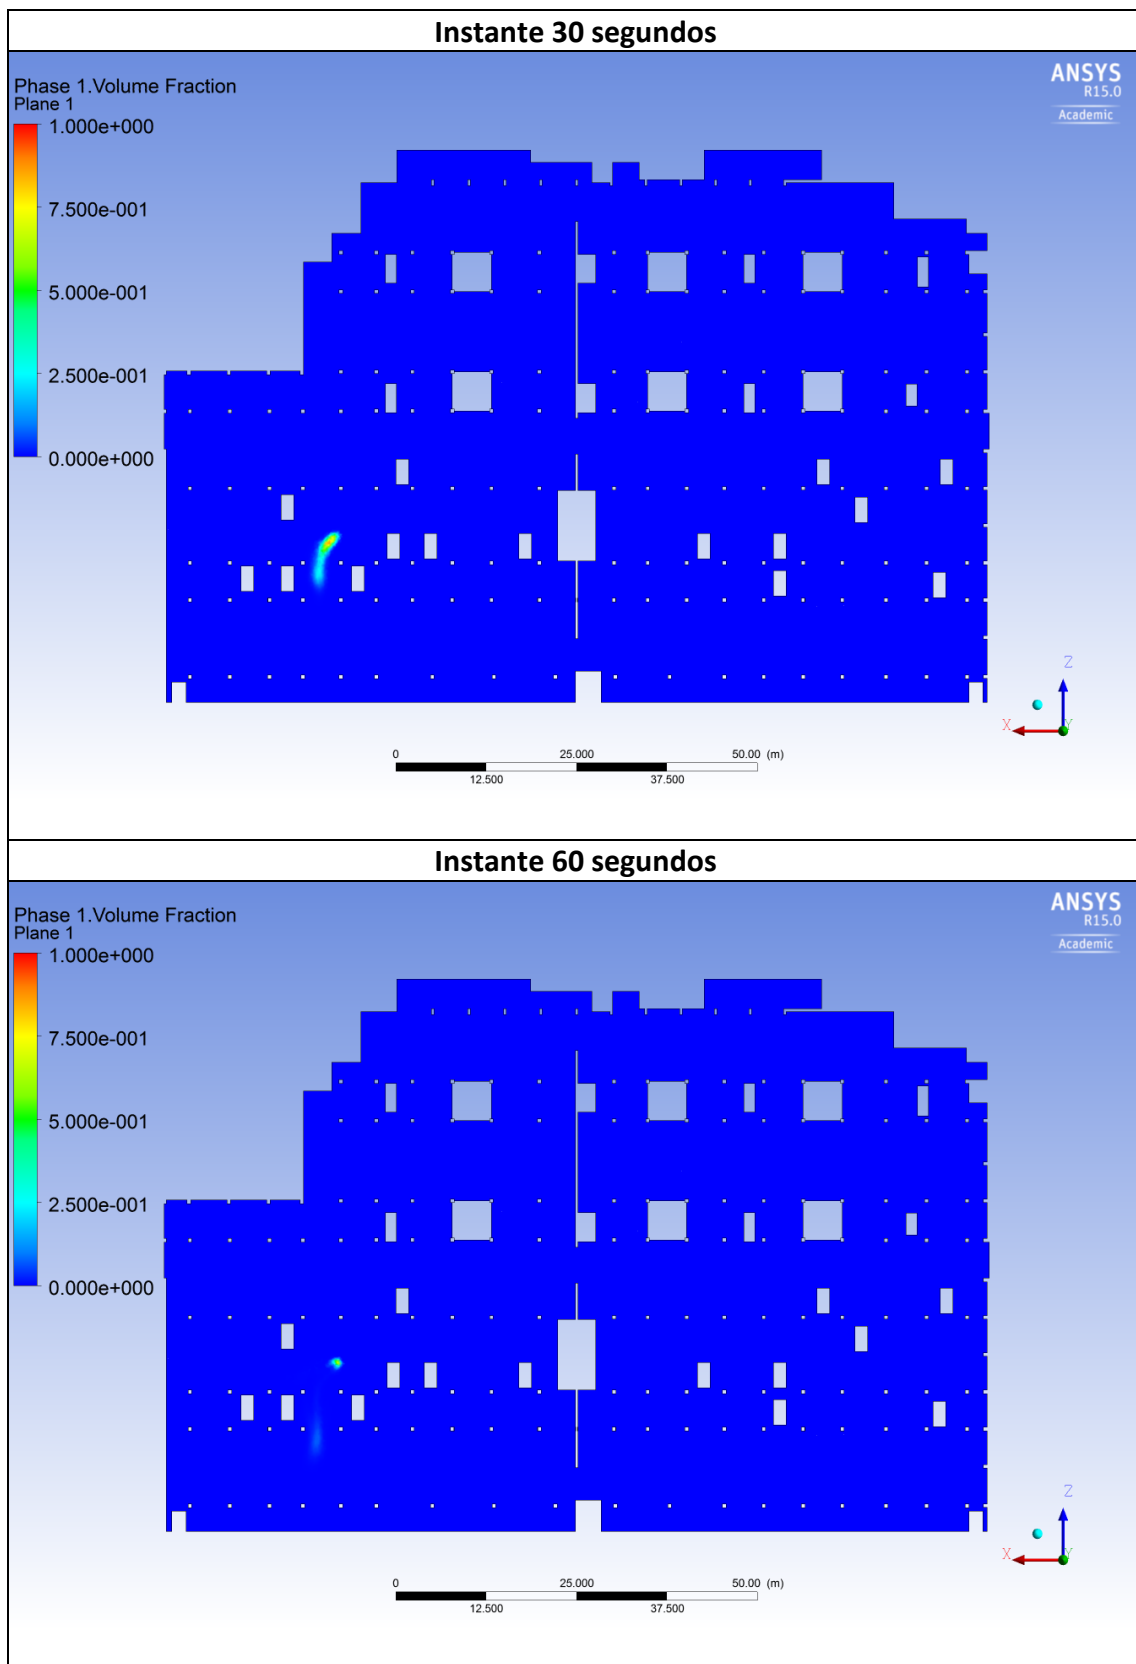 Instante 30 segundos
Phase 1.Volume Fraction
Plane 1
ANSYS
R15.0
Academic
1.000e+000
7.500e-001
5.000e-001
2.500e-001
0.000e+000
Z
X
Y
0 25.000 50.00 (m)
12.500 37.500
Instante 60 segundos
Phase 1.Volume Fraction
Plane 1
ANSYS
R15.0
Academic
1.000e+000
7.500e-001
5.000e-001
2.500e-001
0.000e+000
Z
X
Y
0 25.000 50.00 (m)
12.500 37.500